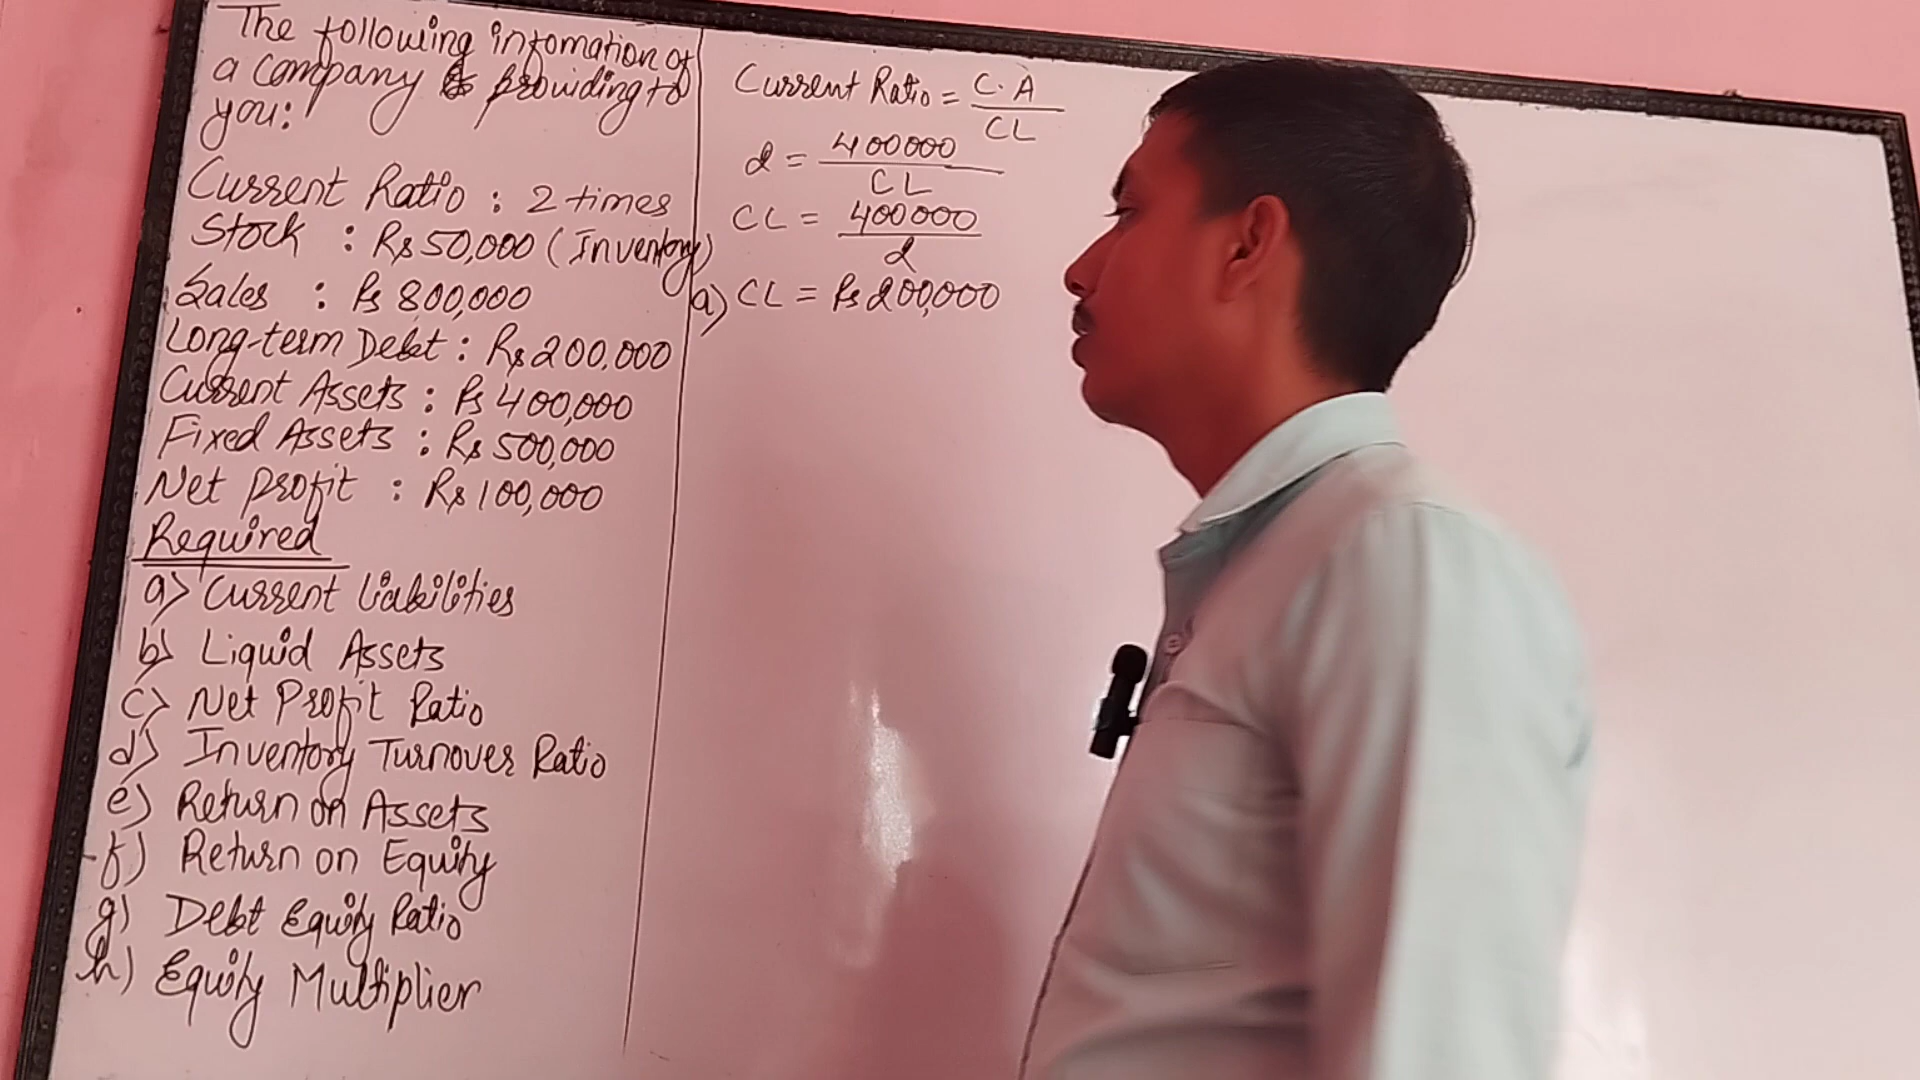 The following infomation of
a Company is providing to
you:
Current Ratio : 2 times
Stock : Rs 50,000 (Inventory)
Sales : Rs 800,000
Long-term Debt : Rs 200,000
Current Assets : Rs 400,000
Fixed Assets : Rs 500,000
Net profit : Rs 100,000
Required
a) Current liabilities
b) Liquid Assets
c) Net Profit Ratio
d) Inventory Turnover Ratio
e) Return on Assets
f) Return on Equity
g) Debt Equity Ratio
h) Equity Multiplier
Current Ratio = C.A / CL
2 = 400000 / CL
CL = 400000 / 2
a) CL = Rs 200,000